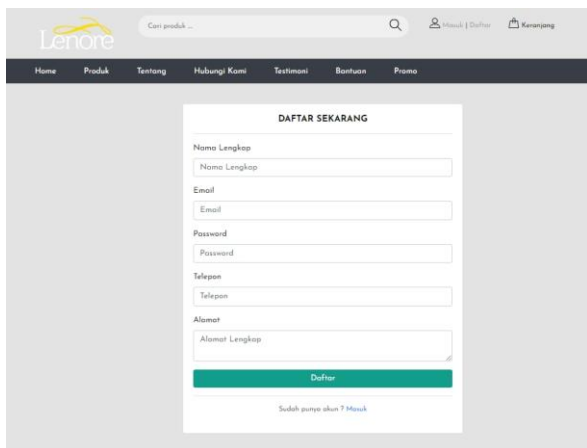 Lenore
Cari produk ...
Masuk | Daftar
Keranjang
Home Produk Tentang Hubungi Kami Testimoni Bantuan Promo
DAFTAR SEKARANG
Nama Lengkap
Nama Lengkap
Email
Email
Password
Password
Telepon
Telepon
Alamat
Alamat Lengkap
Daftar
Sudah punya akun ? Masuk